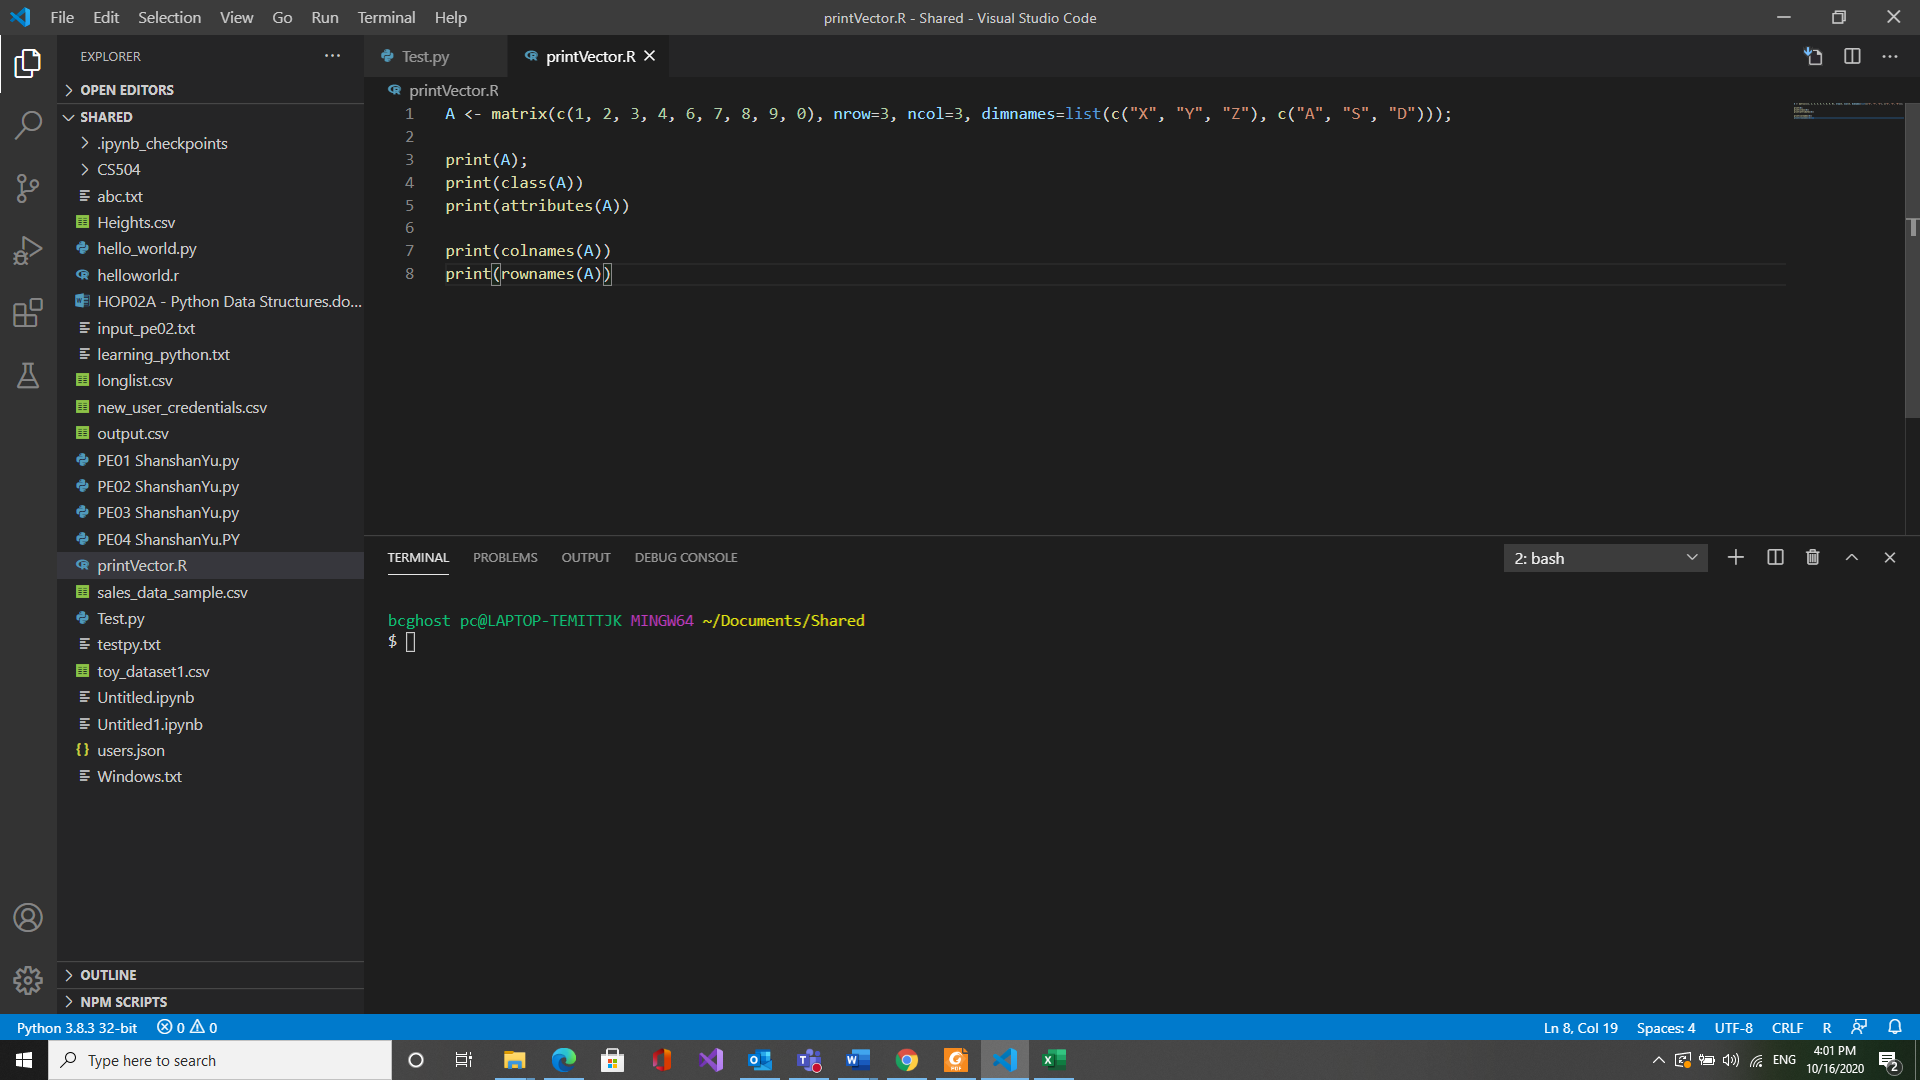 File Edit Selection View Go Run Terminal Help
printVector.R - Shared - Visual Studio Code
EXPLORER
OPEN EDITORS
SHARED
.ipynb_checkpoints
CS504
abc.txt
Heights.csv
hello_world.py
helloworld.r
HOP02A - Python Data Structures.do...
input_pe02.txt
learning_python.txt
longlist.csv
new_user_credentials.csv
output.csv
PE01 ShanshanYu.py
PE02 ShanshanYu.py
PE03 ShanshanYu.py
PE04 ShanshanYu.PY
printVector.R
sales_data_sample.csv
Test.py
testpy.txt
toy_dataset1.csv
Untitled.ipynb
Untitled1.ipynb
users.json
Windows.txt
OUTLINE
NPM SCRIPTS
Test.py printVector.R
printVector.R
1 A <- matrix(c(1, 2, 3, 4, 6, 7, 8, 9, 0), nrow=3, ncol=3, dimnames=list(c("X", "Y", "Z"), c("A", "S", "D")));
2
3 print(A);
4 print(class(A))
5 print(attributes(A))
6
7 print(colnames(A))
8 print(rownames(A))
TERMINAL PROBLEMS OUTPUT DEBUG CONSOLE 2: bash
bcghost pc@LAPTOP-TEMITTJK MINGW64 ~/Documents/Shared
$
Python 3.8.3 32-bit 0 0 Ln 8, Col 19 Spaces: 4 UTF-8 CRLF R
Type here to search
ENG
4:01 PM
10/16/2020
2